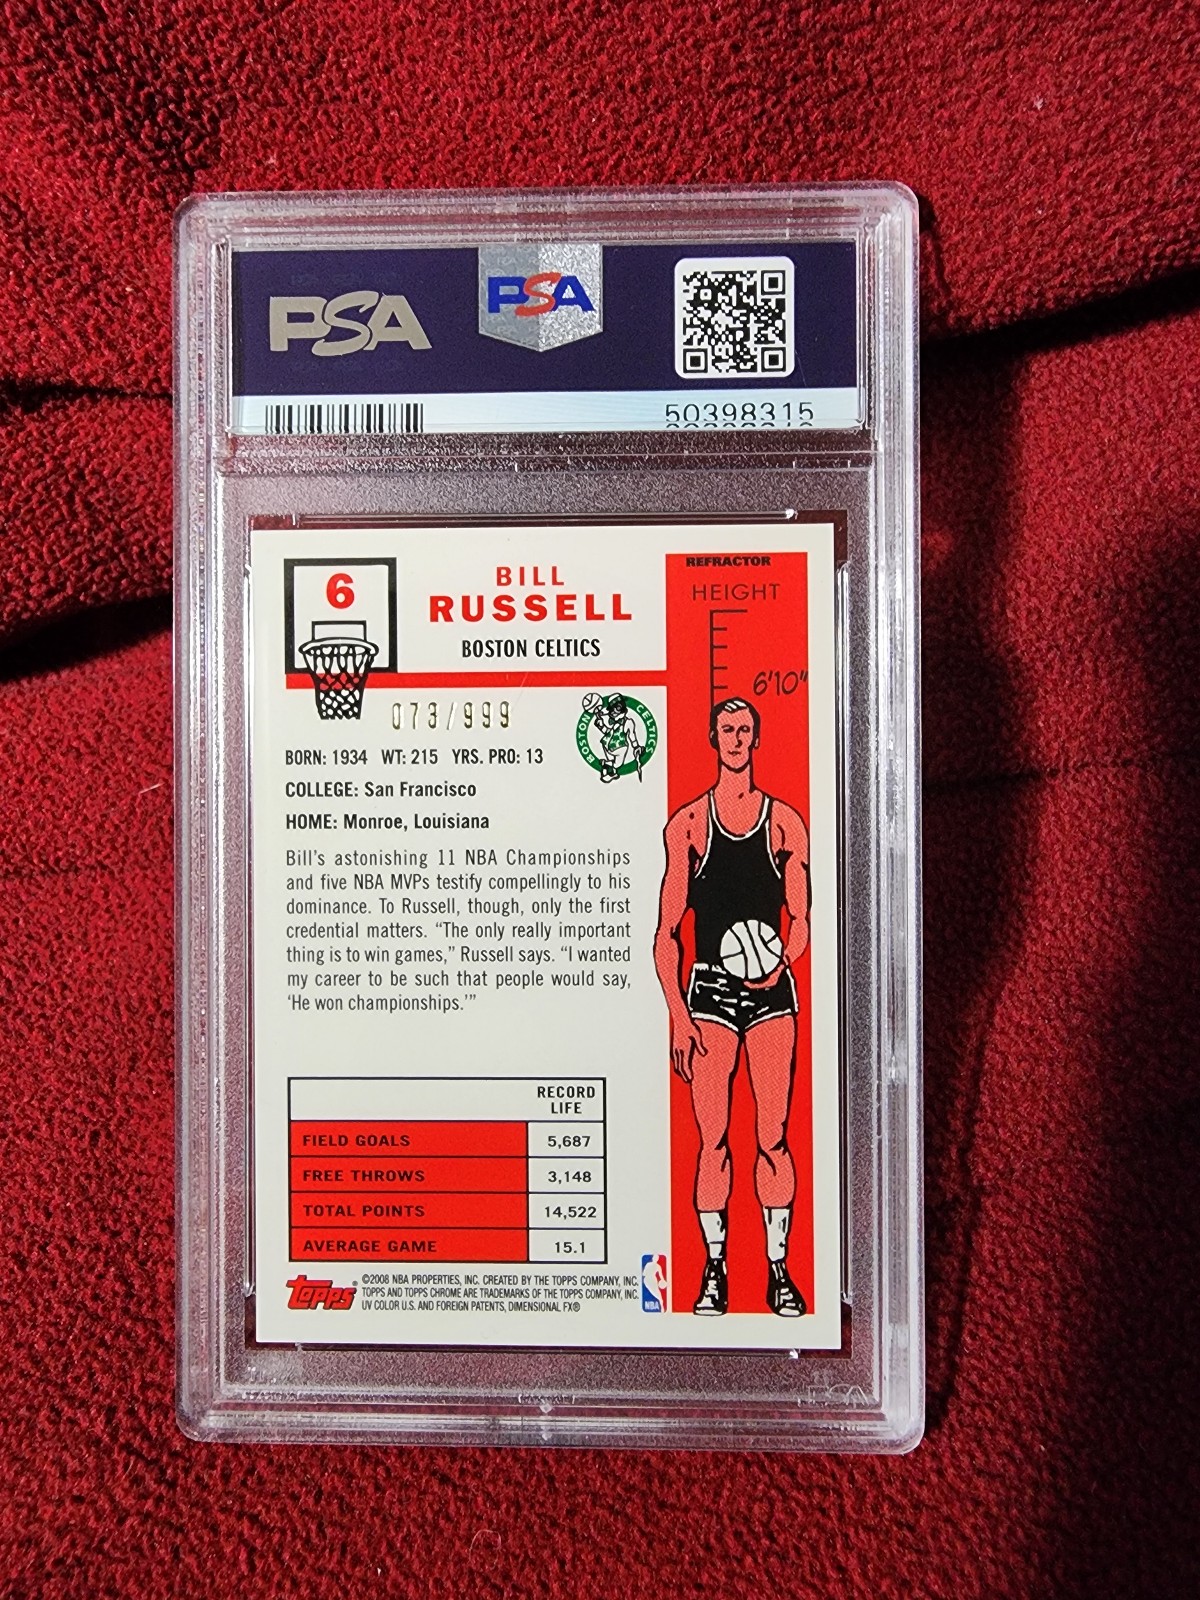 PSA
PSA
50398315
REFRACTOR
HEIGHT
6'10"
6
BILL
RUSSELL
BOSTON CELTICS
073/999
BOSTON CELTICS
BORN: 1934 WT: 215 YRS. PRO: 13
COLLEGE: San Francisco
HOME: Monroe, Louisiana
Bill's astonishing 11 NBA Championships
and five NBA MVPs testify compellingly to his
dominance. To Russell, though, only the first
credential matters. “The only really important
thing is to win games,” Russell says. “I wanted
my career to be such that people would say,
‘He won championships.’”
RECORD
LIFE
FIELD GOALS 5,687
FREE THROWS 3,148
TOTAL POINTS 14,522
AVERAGE GAME 15.1
Topps®
©2008 NBA PROPERTIES, INC. CREATED BY THE TOPPS COMPANY, INC.
TOPPS AND TOPPS CHROME ARE TRADEMARKS OF THE TOPPS COMPANY, INC.
UV COLOR U.S. AND FOREIGN PATENTS, DIMENSIONAL FX®
NBA
PSA